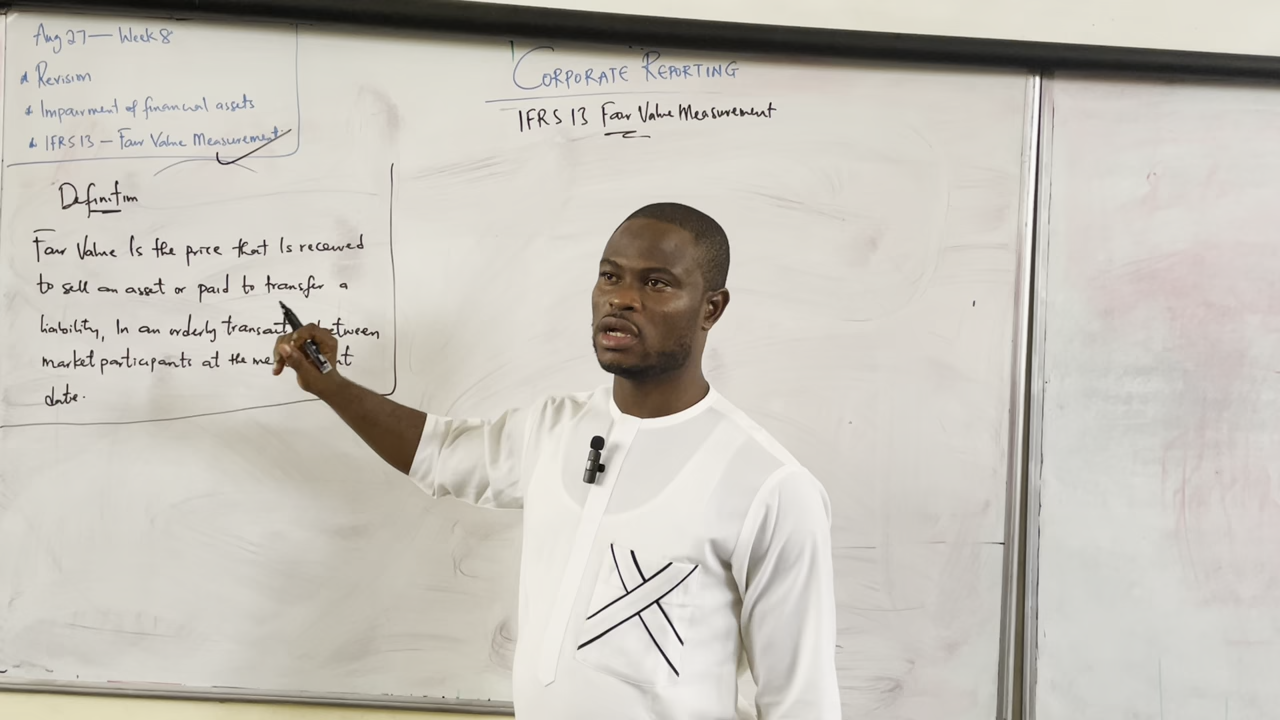 Aug 27 — Week 8
* Revision
* Impairment of financial assets
* IFRS 13 — Fair Value Measurement
CORPORATE REPORTING
IFRS 13 Fair Value Measurement
Definition
Fair Value Is the price that Is received
to sell an asset or paid to transfer a
liability, In an orderly between
market participants at the
date.